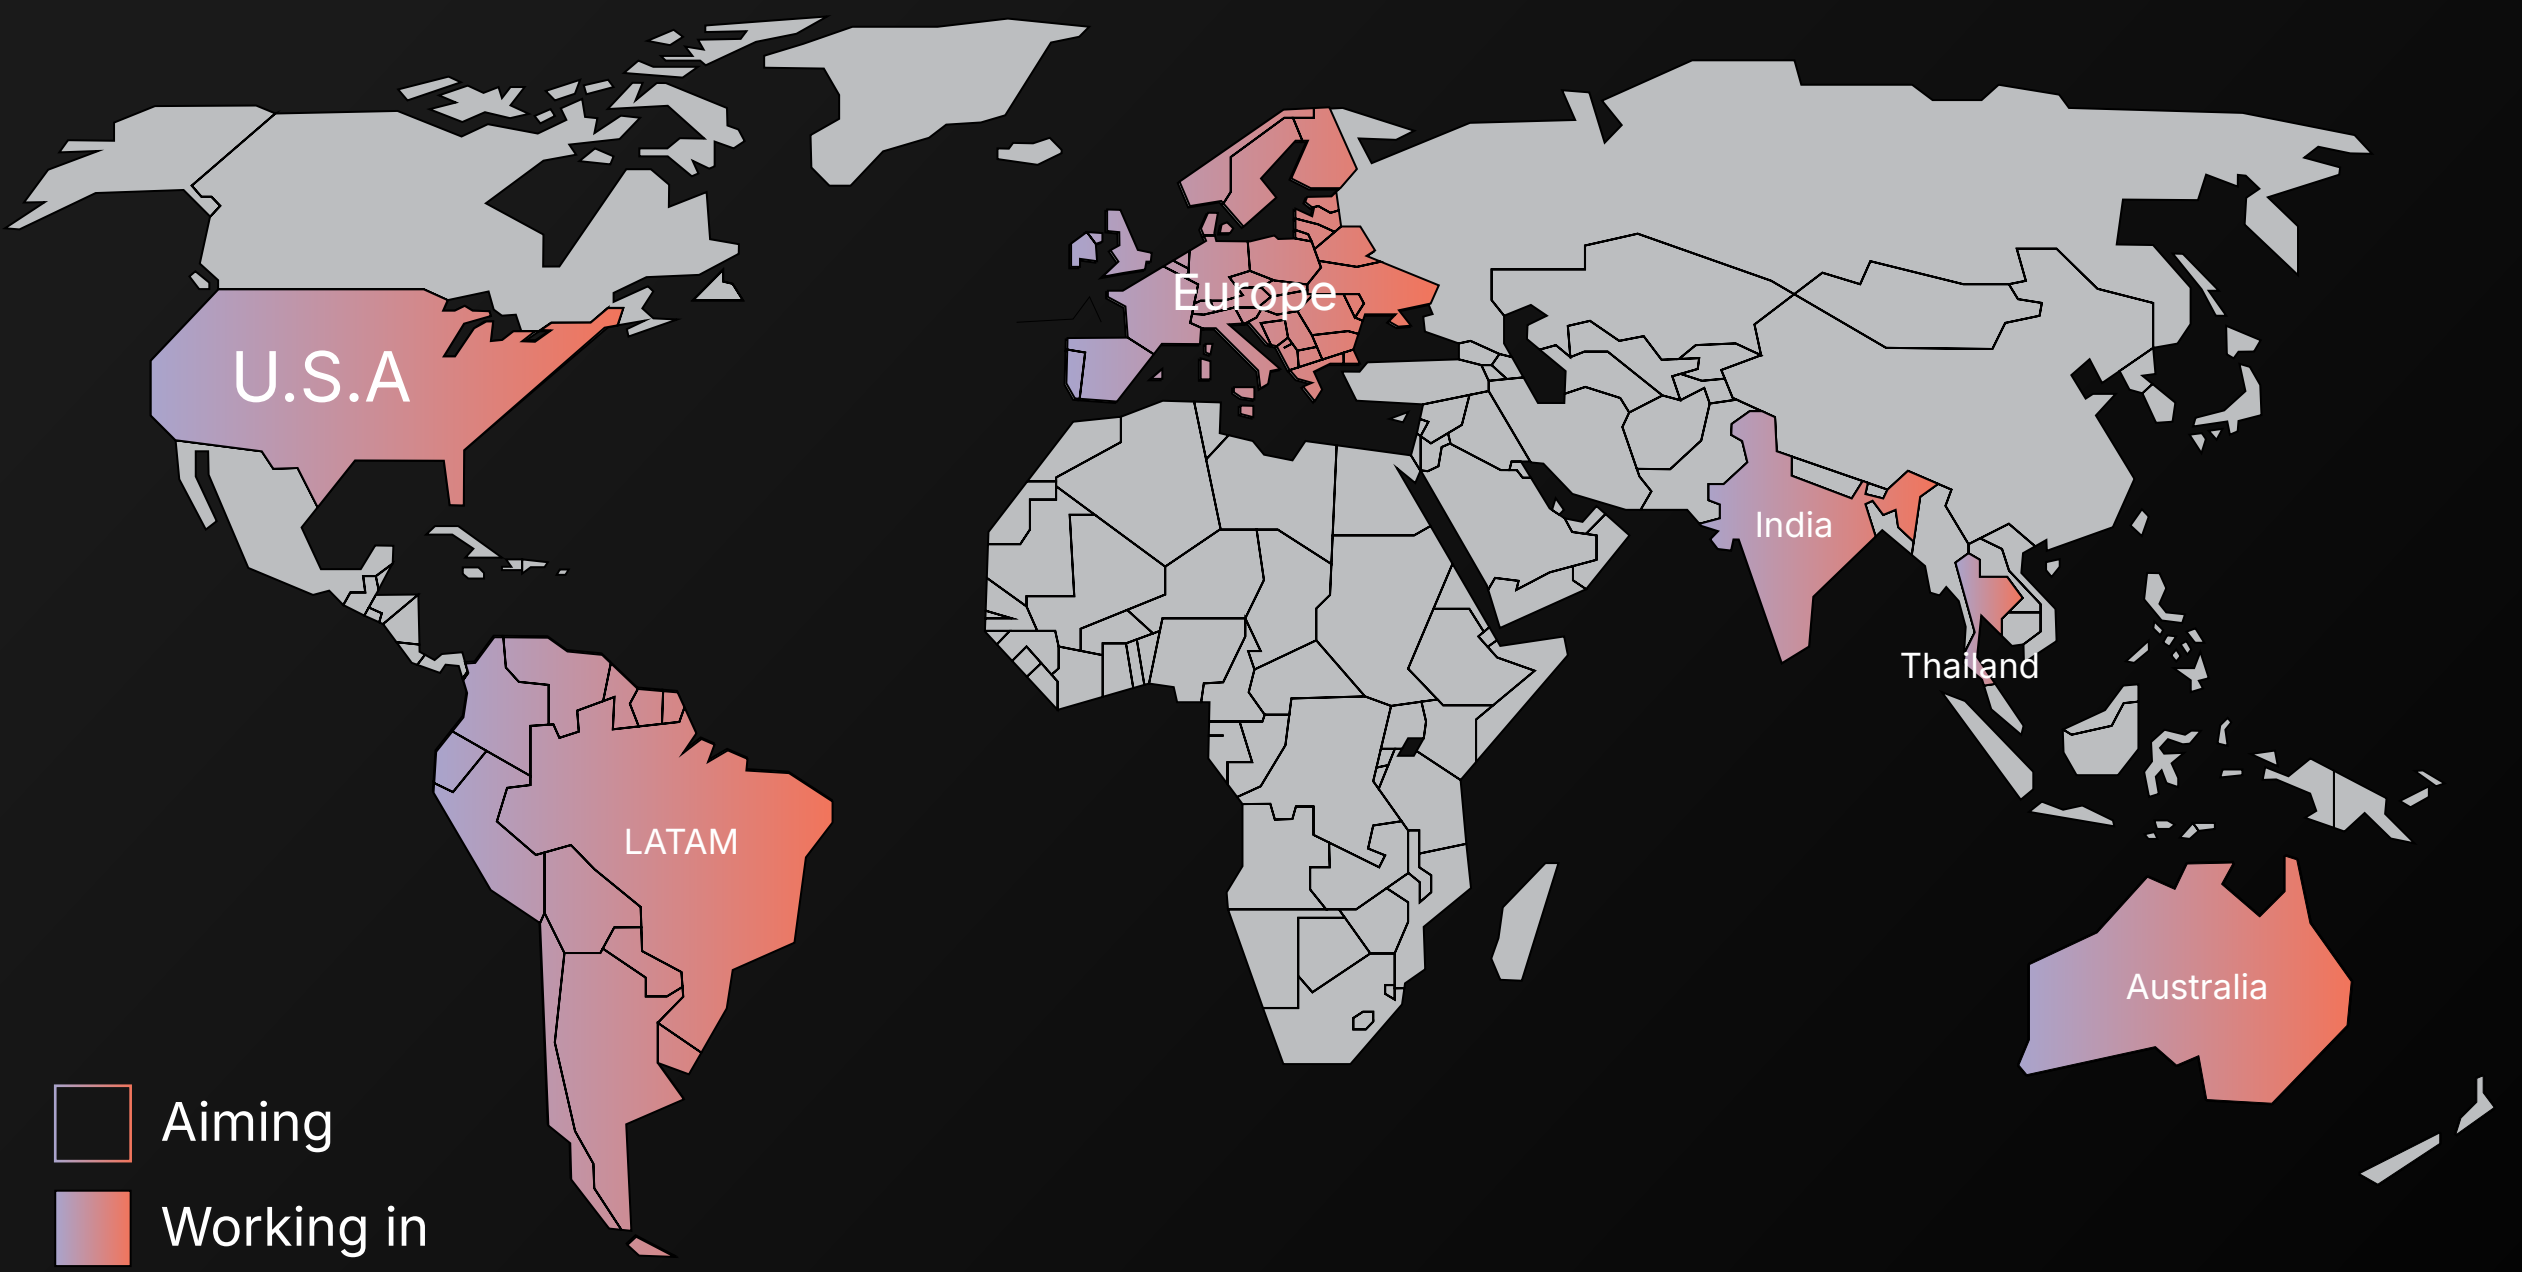 Europe
U.S.A
India
Thailand
LATAM
Australia
Aiming
Working in